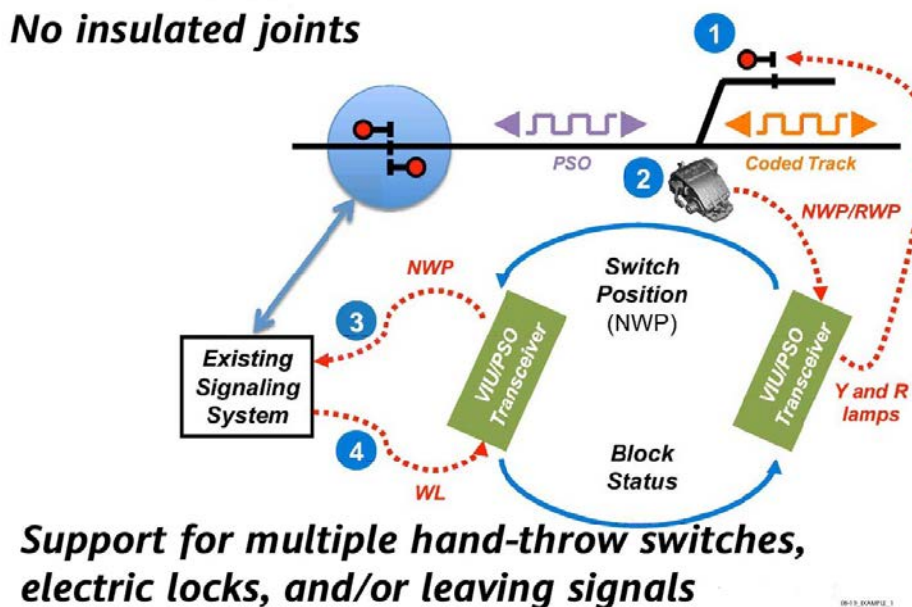 No insulated joints
1
PSO
Coded Track
2
NWP/RWP
NWP
Switch
Position
(NWP)
3
VIU/PSO
Transceiver
VIU/PSO
Transceiver
Existing
Signaling
System
Y and R
lamps
4
Block
Status
WL
Support for multiple hand-throw switches,
electric locks, and/or leaving signals